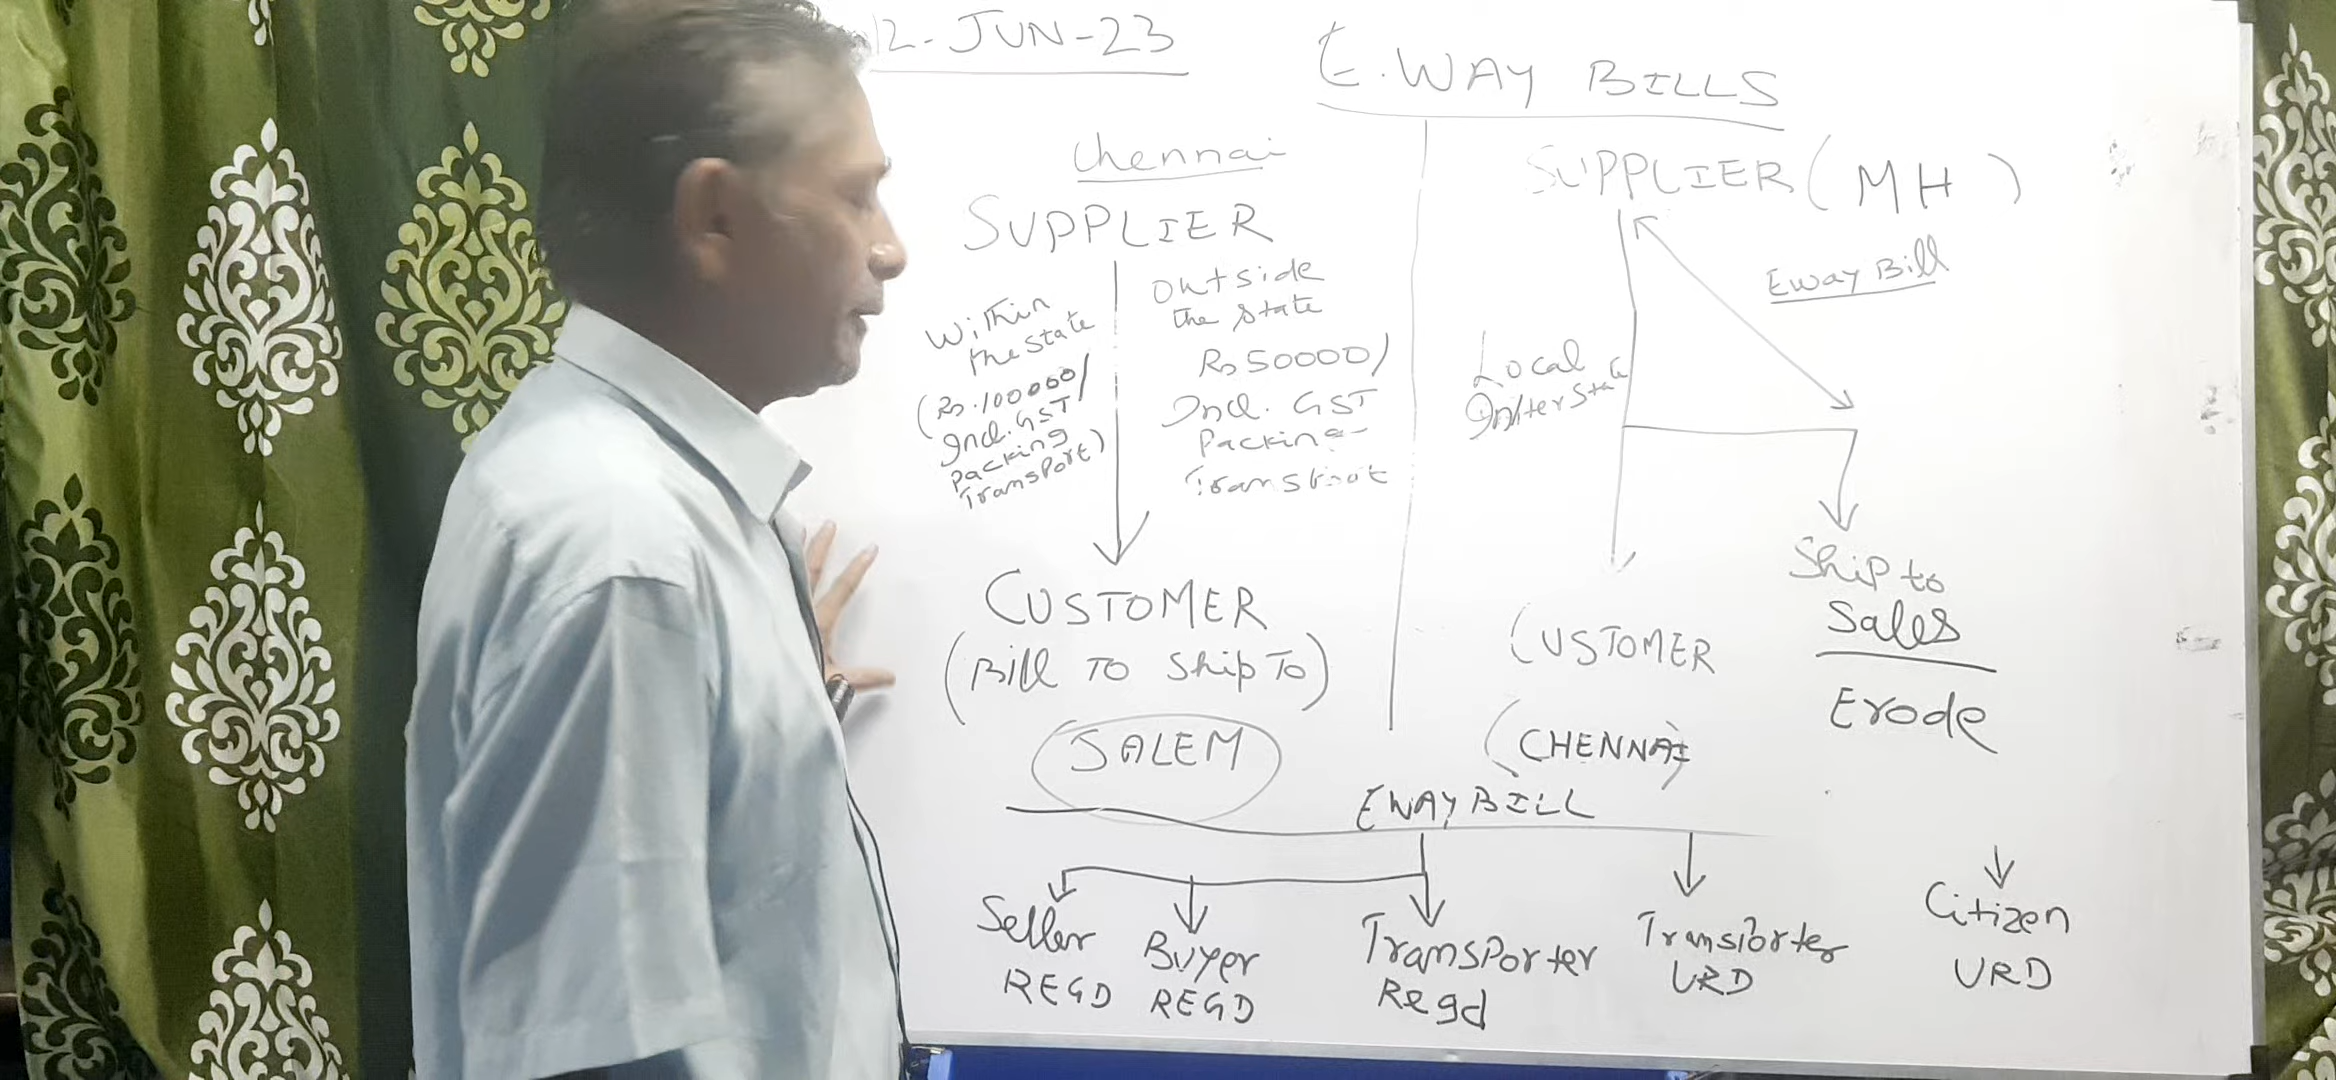 12-JUN-23
E.WAY BILLS
Chennai
SUPPLIER
Within
the State
(Rs.100000/
Incl. GST
Packing
Transport)
Outside
the State
Rs 50000/
Incl. GST
Packing
CUSTOMER
(Bill TO Ship To)
SALEM
SUPPLIER (MH)
Eway Bill
Local
Ship to
Sales
Erode
CUSTOMER
(CHENNAI)
EWAY BILL
Seller
REGD
Buyer
REGD
Transporter
Regd
Transporter
URD
Citizen
URD